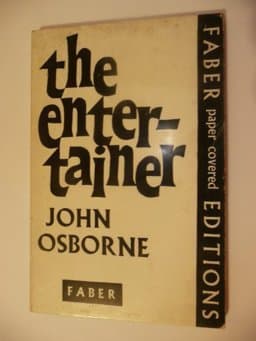 the
enter-
tainer
JOHN
OSBORNE
FABER
FABER paper covered EDITIONS